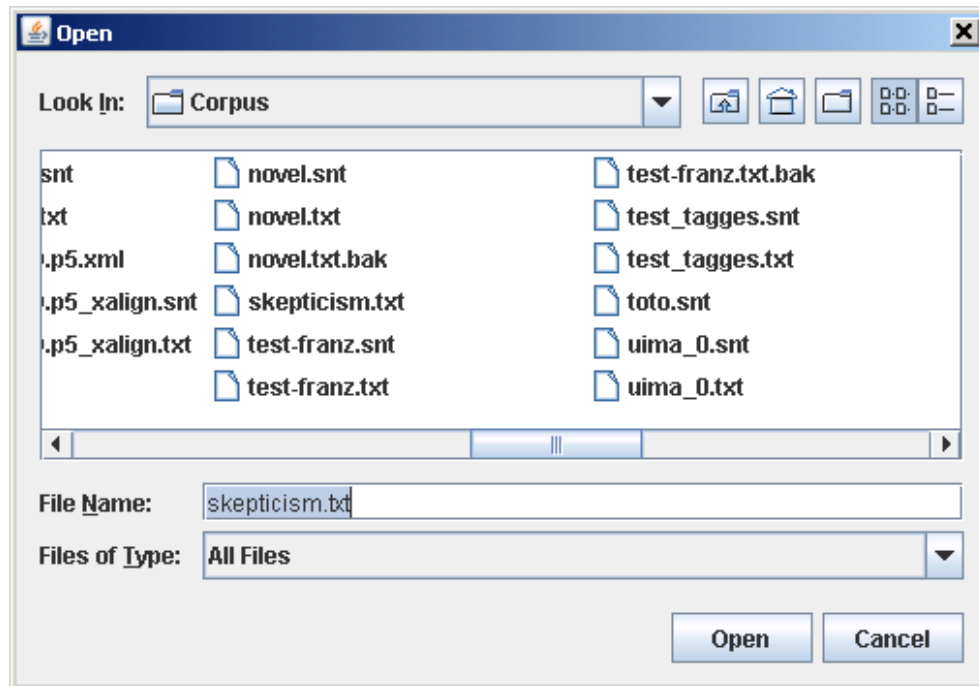 Open
Look In: Corpus
snt
txt
.p5.xml
.p5_xalign.snt
.p5_xalign.txt
novel.snt
novel.txt
novel.txt.bak
skepticism.txt
test-franz.snt
test-franz.txt
test-franz.txt.bak
test_tagges.snt
test_tagges.txt
toto.snt
uima_0.snt
uima_0.txt
File Name: skepticism.txt
Files of Type: All Files
Open Cancel